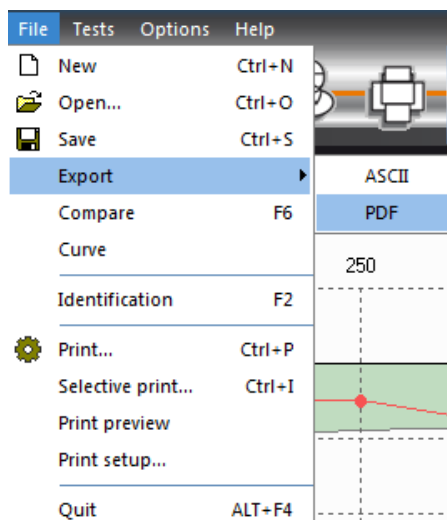 File Tests Options Help
New Ctrl+N
Open... Ctrl+O
Save Ctrl+S
Export ASCII
Compare F6 PDF
Curve
250
Identification F2
Print... Ctrl+P
Selective print... Ctrl+I
Print preview
Print setup...
Quit ALT+F4